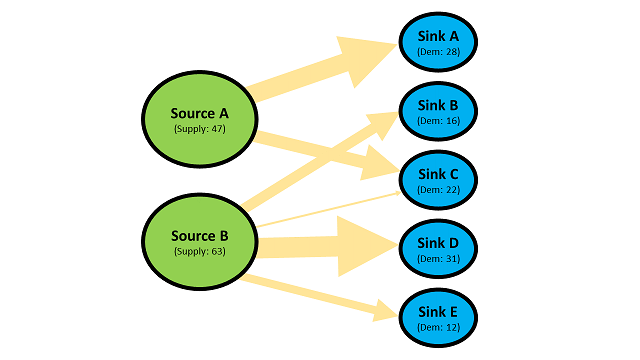 Source A
(Supply: 47)
Source B
(Supply: 63)
Sink A
(Dem: 28)
Sink B
(Dem: 16)
Sink C
(Dem: 22)
Sink D
(Dem: 31)
Sink E
(Dem: 12)